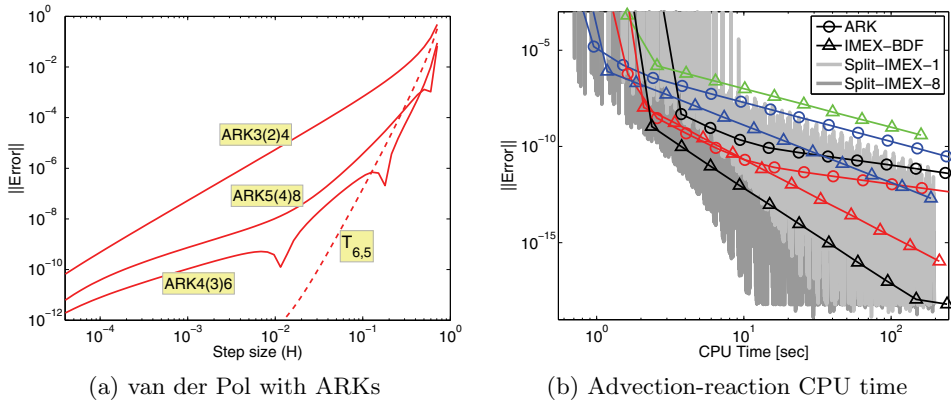 ||Error||
10^0
10^-2
10^-4
10^-6
10^-8
10^-10
10^-12
ARK3(2)4
ARK5(4)8
ARK4(3)6
T_6,5
10^-4
10^-3
10^-2
10^-1
10^0
Step size (H)
(a) van der Pol with ARKs
||Error||
10^-5
10^-10
10^-15
ARK
IMEX-BDF
Split-IMEX-1
Split-IMEX-8
10^0
10^1
10^2
CPU Time [sec]
(b) Advection-reaction CPU time